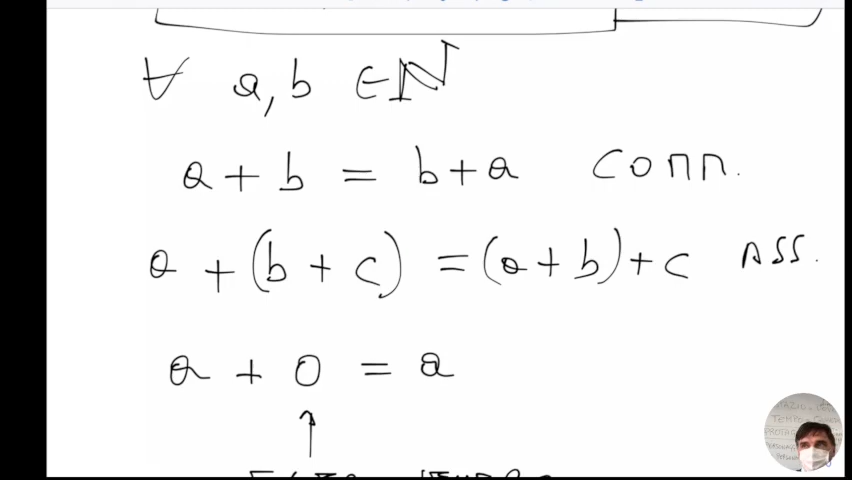 ∀ a, b ∈ ℕ
a + b = b + a COMM.
a + (b + c) = (a + b) + c ASS.
a + 0 = a
↑